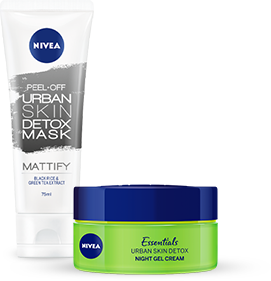 NIVEA
PEEL-OFF
URBAN
SKIN
DETOX
MASK
MATTIFY
BLACK RICE &
GREEN TEA EXTRACT
75ml
NIVEA
Essentials
URBAN SKIN DETOX
NIGHT GEL CREAM